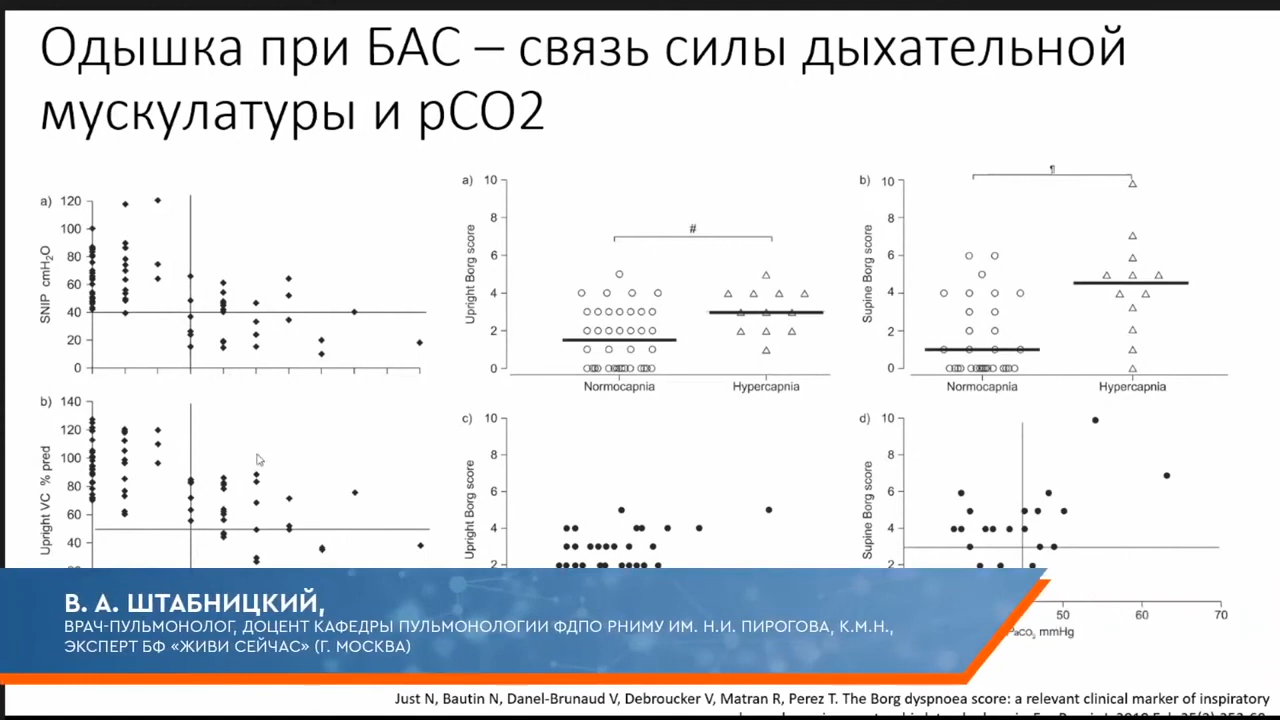 Одышка при БАС – связь силы дыхательной
мускулатуры и pCO2
a)
SNIP cmH2O
120
100
80
60
40
20
0
b)
Upright VC % pred
140
120
100
80
60
40
a)
Upright Borg score
10
8
6
4
2
0
#
Normocapnia
Hypercapnia
b)
Supine Borg score
10
8
6
4
2
0
¶
Normocapnia
Hypercapnia
c)
Upright Borg score
10
8
6
4
2
d)
Supine Borg score
10
8
6
4
2
50
60
70
PaCO2 mmHg
В. А. ШТАБНИЦКИЙ,
ВРАЧ-ПУЛЬМОНОЛОГ, ДОЦЕНТ КАФЕДРЫ ПУЛЬМОНОЛОГИИ ФДПО РНИМУ ИМ. Н.И. ПИРОГОВА, К.М.Н.,
ЭКСПЕРТ БФ «ЖИВИ СЕЙЧАС» (Г. МОСКВА)
Just N, Bautin N, Danel-Brunaud V, Debroucker V, Matran R, Perez T. The Borg dyspnoea score: a relevant clinical marker of inspiratory